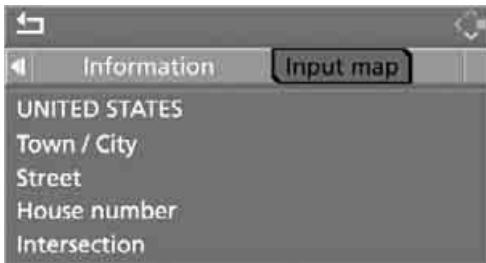 Information Input map
UNITED STATES
Town / City
Street
House number
Intersection